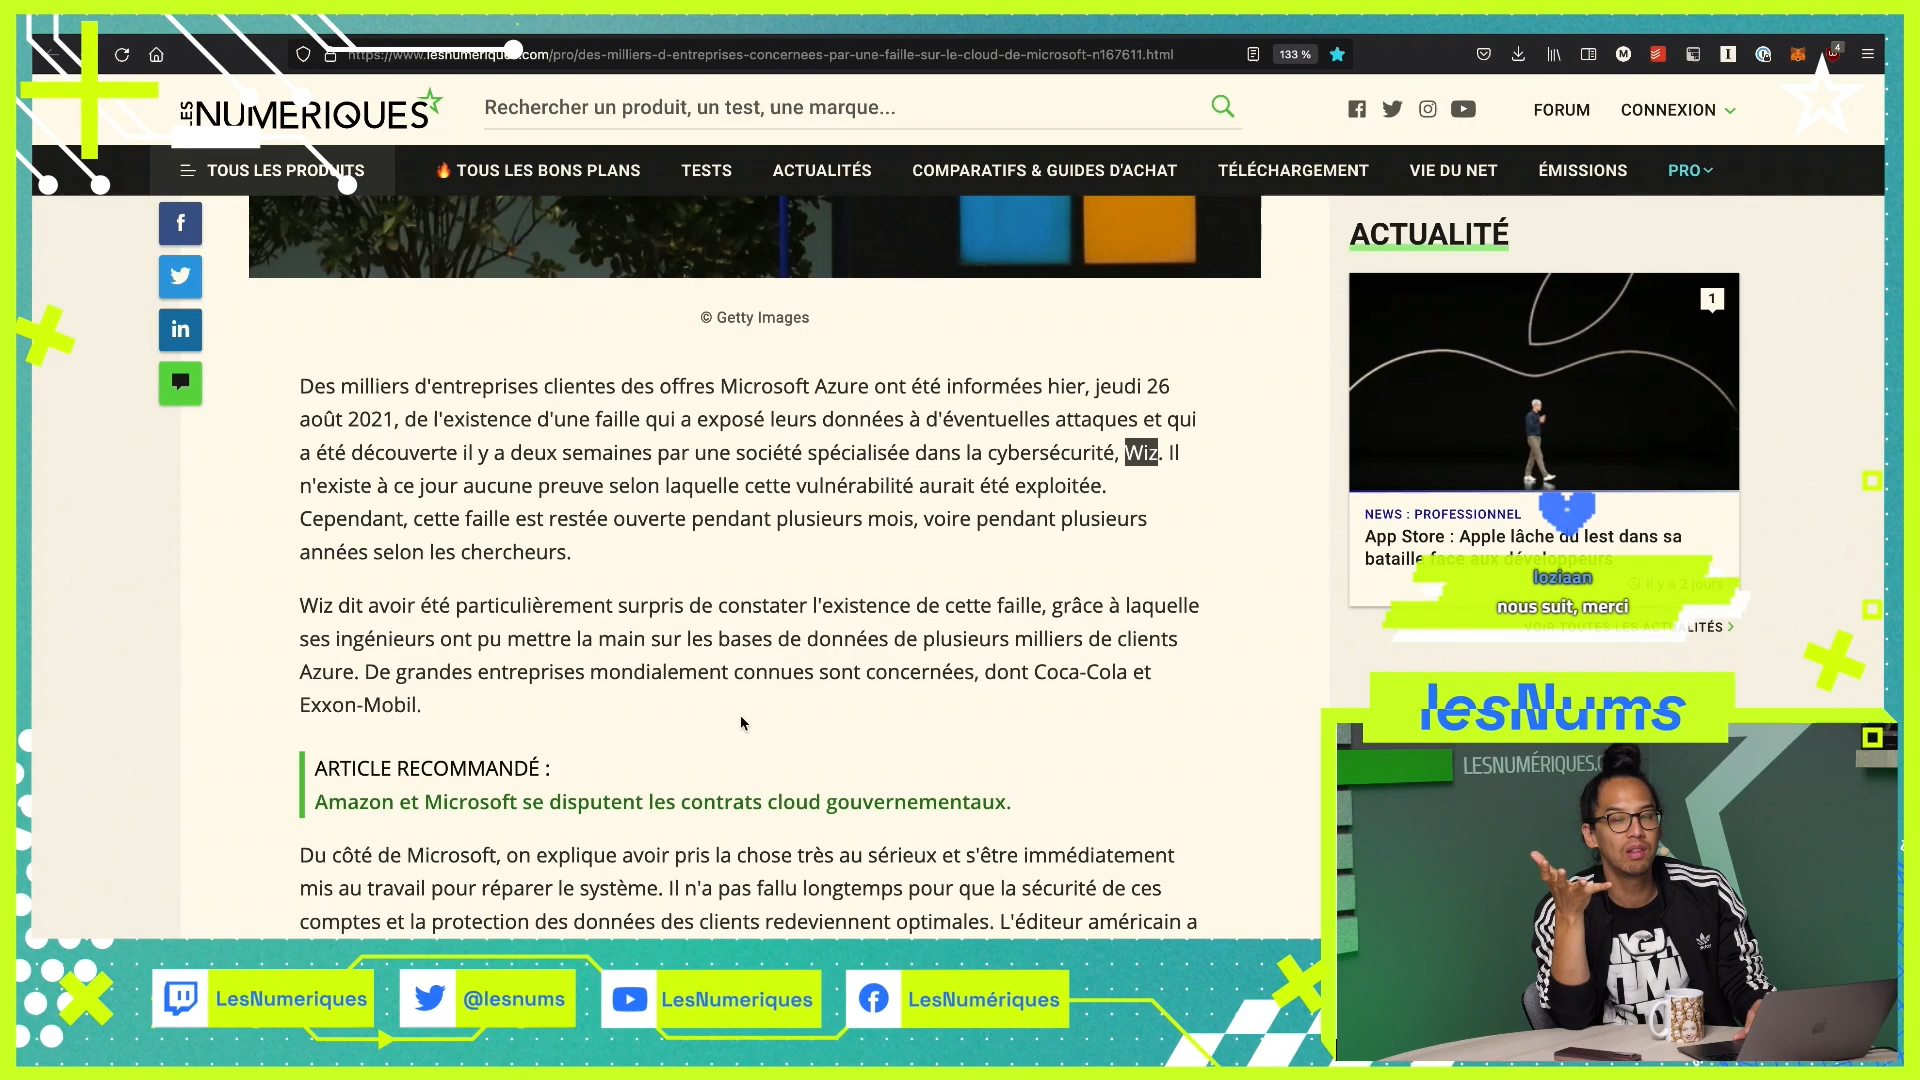 https://www.lesnumeriques.com/pro/des-milliers-d-entreprises-concernees-par-une-faille-sur-le-cloud-de-microsoft-n167611.html
133 %
4
LES NUMERIQUES
Rechercher un produit, un test, une marque...
FORUM
CONNEXION
TOUS LES PRODUITS
TOUS LES BONS PLANS
TESTS
ACTUALITÉS
COMPARATIFS & GUIDES D'ACHAT
TÉLÉCHARGEMENT
VIE DU NET
ÉMISSIONS
PRO
© Getty Images
Des milliers d'entreprises clientes des offres Microsoft Azure ont été informées hier, jeudi 26
août 2021, de l'existence d'une faille qui a exposé leurs données à d'éventuelles attaques et qui
a été découverte il y a deux semaines par une société spécialisée dans la cybersécurité, Wiz. Il
n'existe à ce jour aucune preuve selon laquelle cette vulnérabilité aurait été exploitée.
Cependant, cette faille est restée ouverte pendant plusieurs mois, voire pendant plusieurs
années selon les chercheurs.
Wiz dit avoir été particulièrement surpris de constater l'existence de cette faille, grâce à laquelle
ses ingénieurs ont pu mettre la main sur les bases de données de plusieurs milliers de clients
Azure. De grandes entreprises mondialement connues sont concernées, dont Coca-Cola et
Exxon-Mobil.
ARTICLE RECOMMANDÉ :
Amazon et Microsoft se disputent les contrats cloud gouvernementaux.
Du côté de Microsoft, on explique avoir pris la chose très au sérieux et s'être immédiatement
mis au travail pour réparer le système. Il n'a pas fallu longtemps pour que la sécurité de ces
comptes et la protection des données des clients redeviennent optimales. L'éditeur américain a
ACTUALITÉ
1
NEWS : PROFESSIONNEL
App Store : Apple lâche du lest dans sa
bataille face aux développeurs
Il y a 2 jours
loziaan
nous suit, merci
VOIR TOUTES LES ACTUALITÉS
lesNums
LESNUMÉRIQUES.C
LesNumeriques
@lesnums
LesNumeriques
LesNumériques